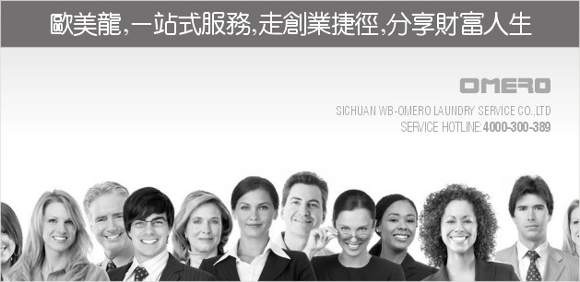 歐美龍,一站式服務,走創業捷徑,分享財富人生
OMERO
SICHUAN WB-OMERO LAUNDRY SERVICE CO.,LTD
SERVICE HOTLINE:4000-300-389